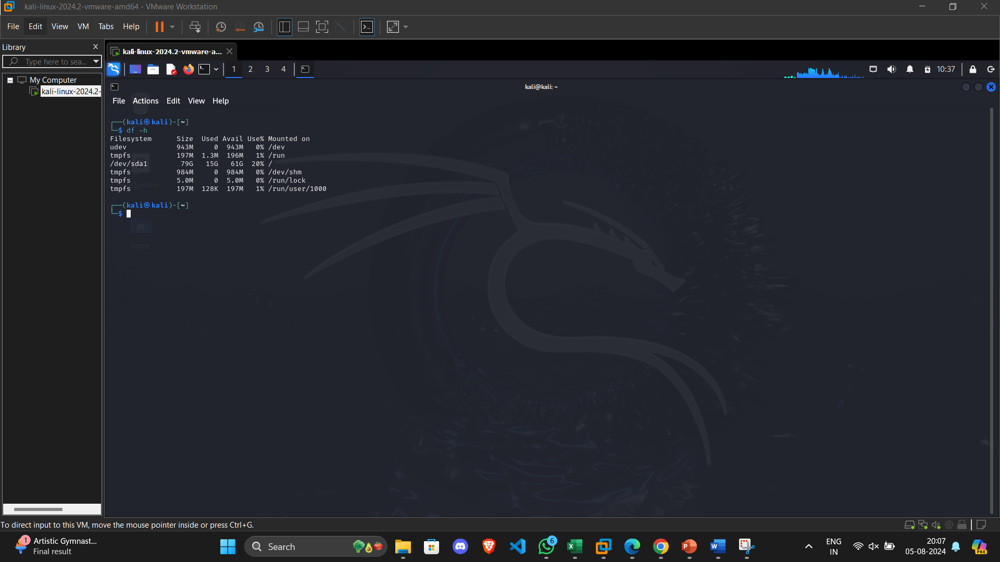 kali-linux-2024.2-vmware-amd64 - VMware Workstation
File Edit View VM Tabs Help
Library
Type here to sea...
My Computer
kali-linux-2024.2-
kali-linux-2024.2-vmware-a...
1 2 3 4
10:37
kali@kali: ~
File Actions Edit View Help
┌──(kali㉿kali)-[~]
└─$ df -h
Filesystem      Size  Used Avail Use% Mounted on
udev            943M     0  943M   0% /dev
tmpfs           197M  1.3M  196M   1% /run
/dev/sda1        79G   15G   61G  20% /
tmpfs           984M     0  984M   0% /dev/shm
tmpfs           5.0M     0  5.0M   0% /run/lock
tmpfs           197M  128K  197M   1% /run/user/1000
┌──(kali㉿kali)-[~]
└─$
System
Home
To direct input to this VM, move the mouse pointer inside or press Ctrl+G.
1
Artistic Gymnast...
Final result
Search
6
ENG
IN
20:07
05-08-2024
PRE